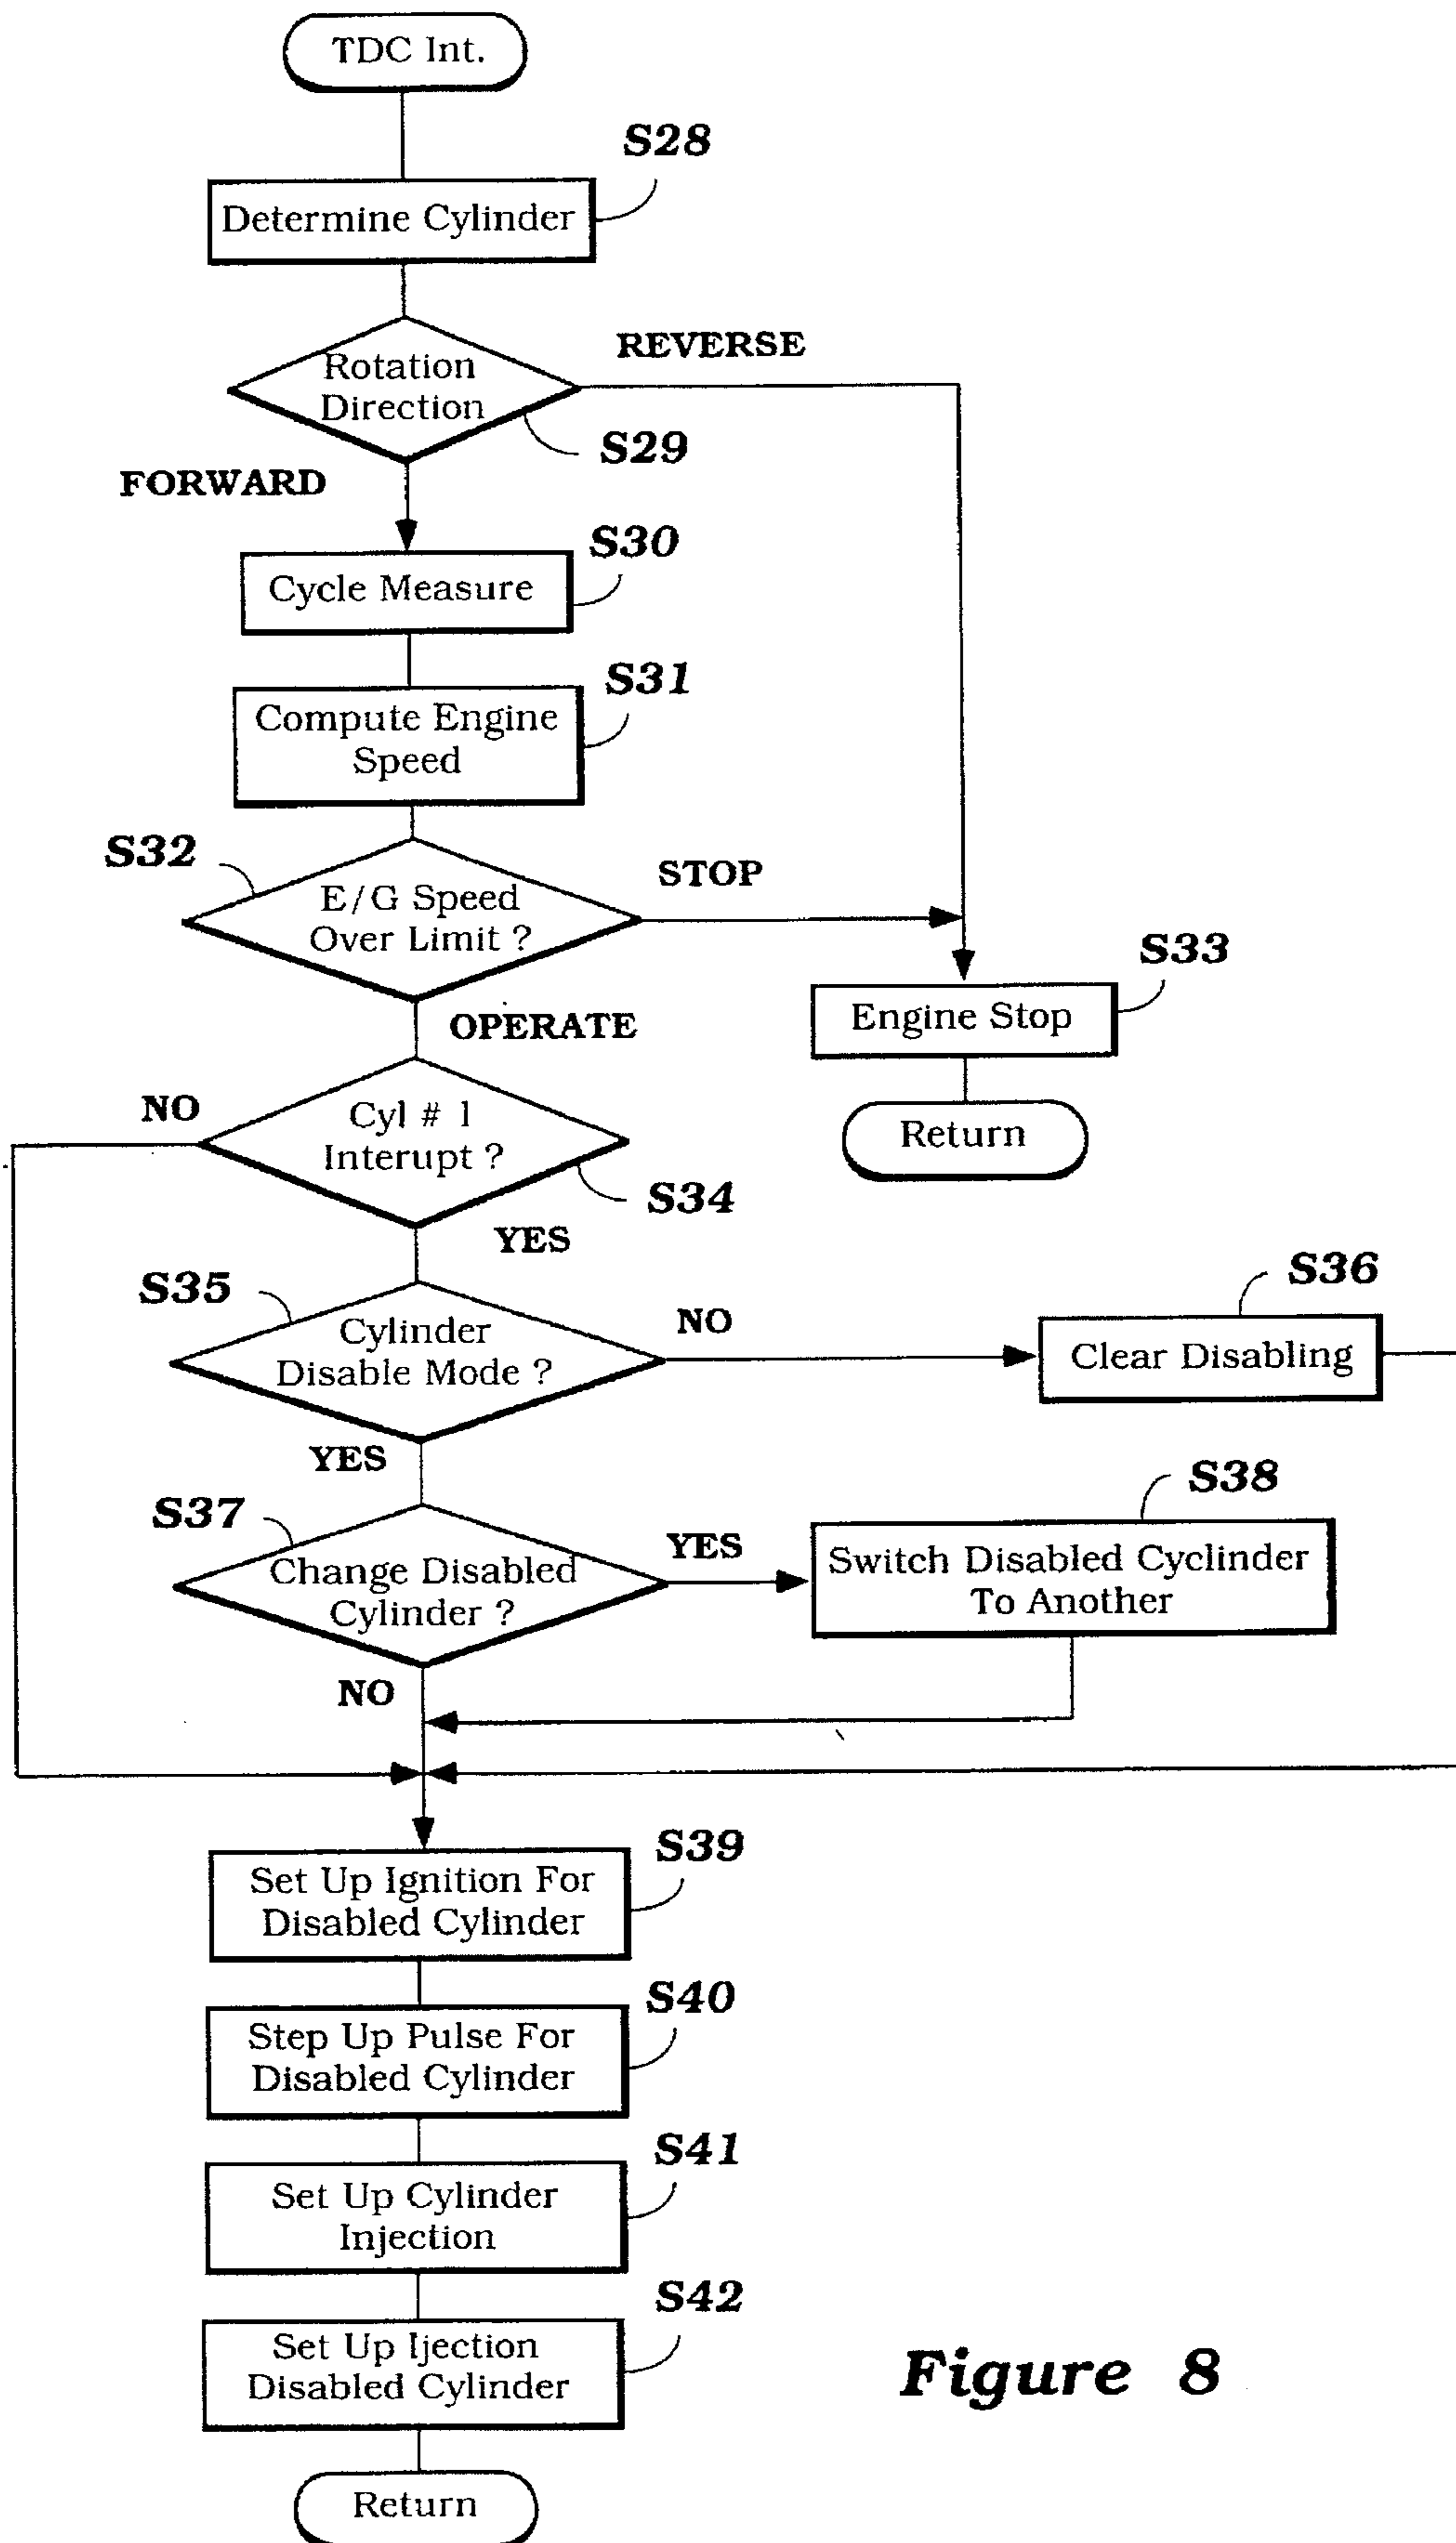 TDC Int.
S28
Determine Cylinder
REVERSE
Rotation
Direction
S29
FORWARD
S30
Cycle Measure
S31
Compute Engine
Speed
S32
STOP
E/G Speed
Over Limit ?
S33
Engine Stop
OPERATE
NO
Cyl # 1
Interupt ?
Return
S34
YES
S35
S36
NO
Cylinder
Disable Mode ?
Clear Disabling
YES
S38
S37
YES
Change Disabled
Cylinder ?
Switch Disabled Cyclinder
To Another
NO
S39
Set Up Ignition For
Disabled Cylinder
S40
Step Up Pulse For
Disabled Cylinder
S41
Set Up Cylinder
Injection
S42
Set Up Ijection
Disabled Cylinder
Figure 8
Return